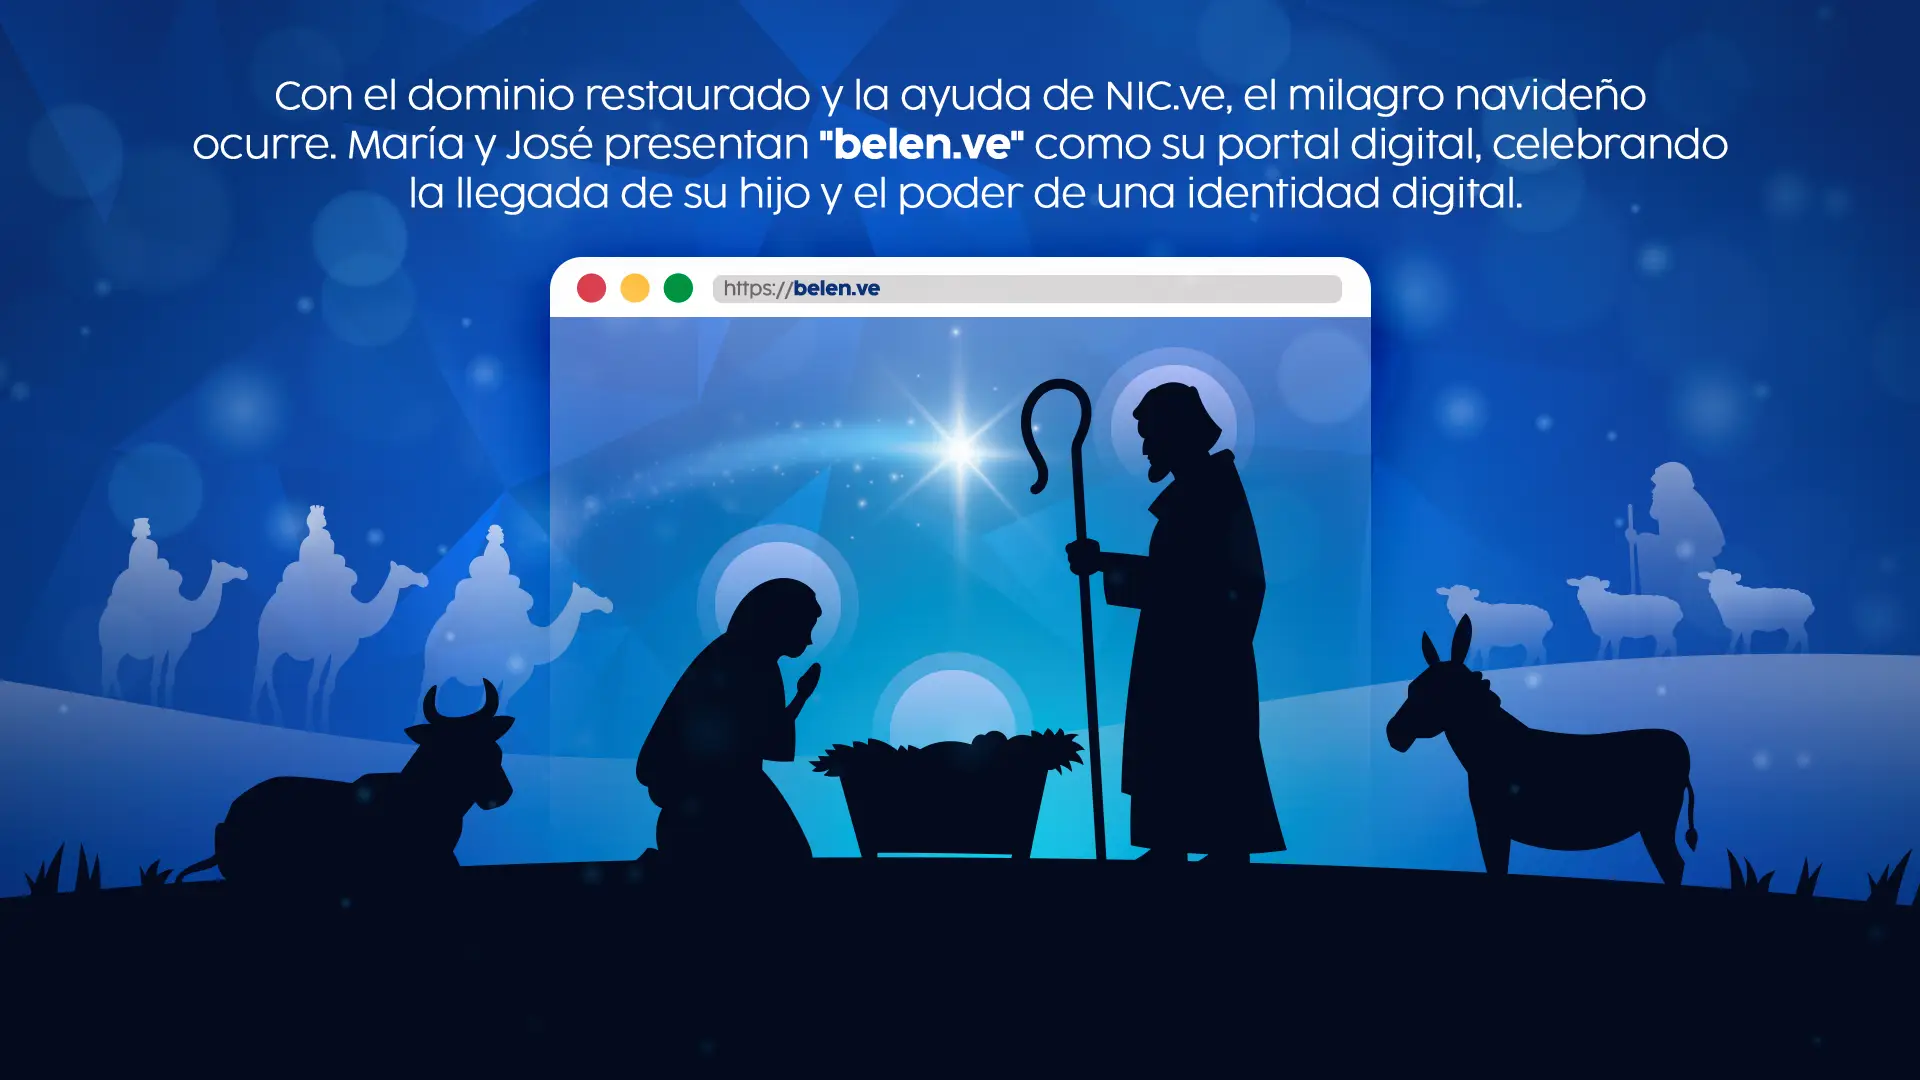 Con el dominio restaurado y la ayuda de NIC.ve, el milagro navideño
ocurre. María y José presentan "belen.ve" como su portal digital, celebrando
la llegada de su hijo y el poder de una identidad digital.
https://belen.ve